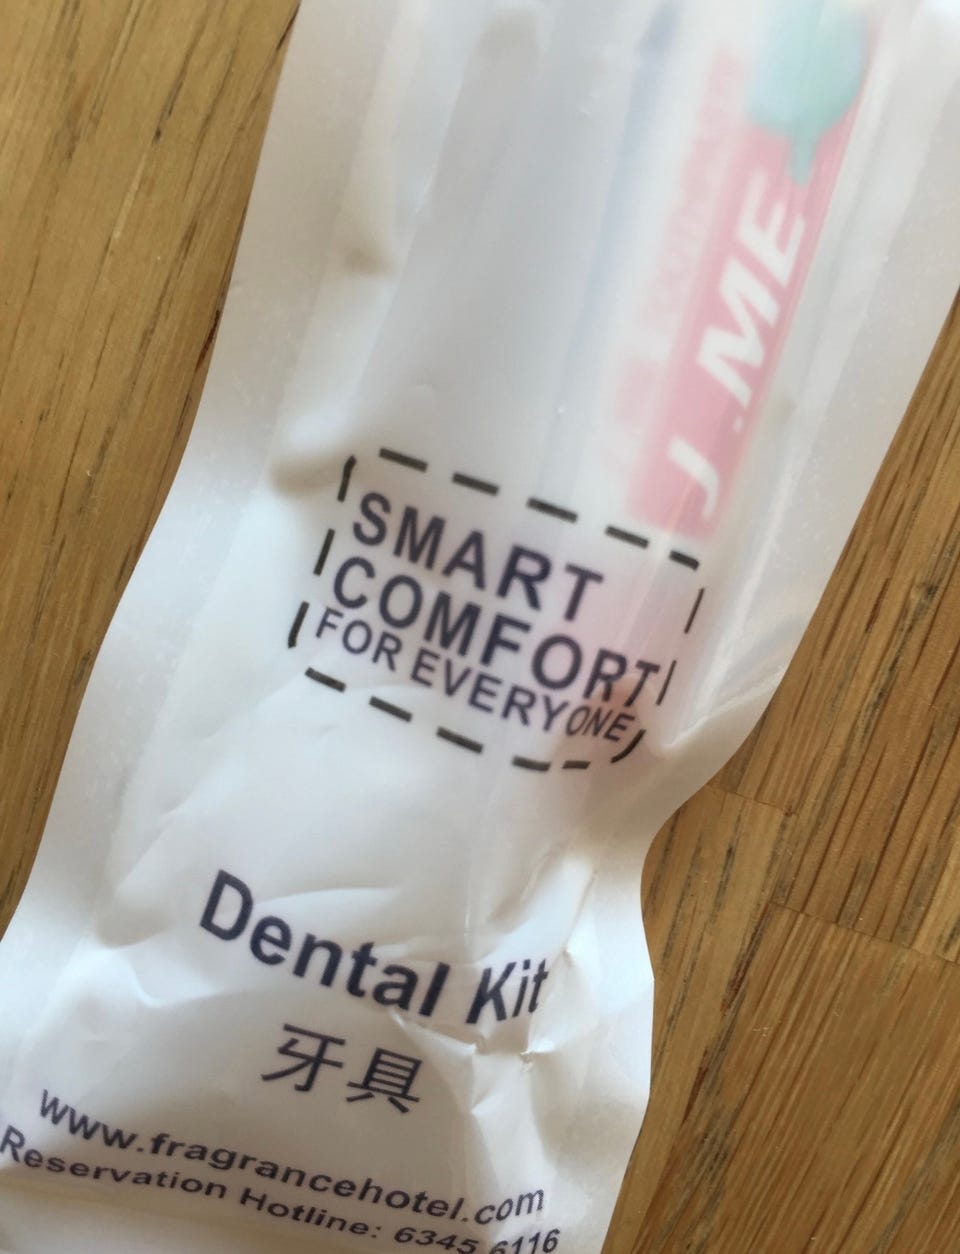 J.ME
SMART
COMFORT
FOR EVERYONE
Dental Kit
牙具
www.fragrancehotel.com
Reservation Hotline: 6345 6116